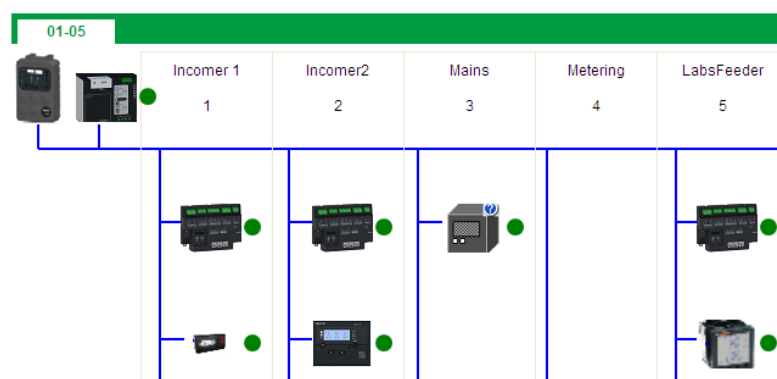 01-05
Incomer 1
Incomer2
Mains
Metering
LabsFeeder
1
2
3
4
5
?